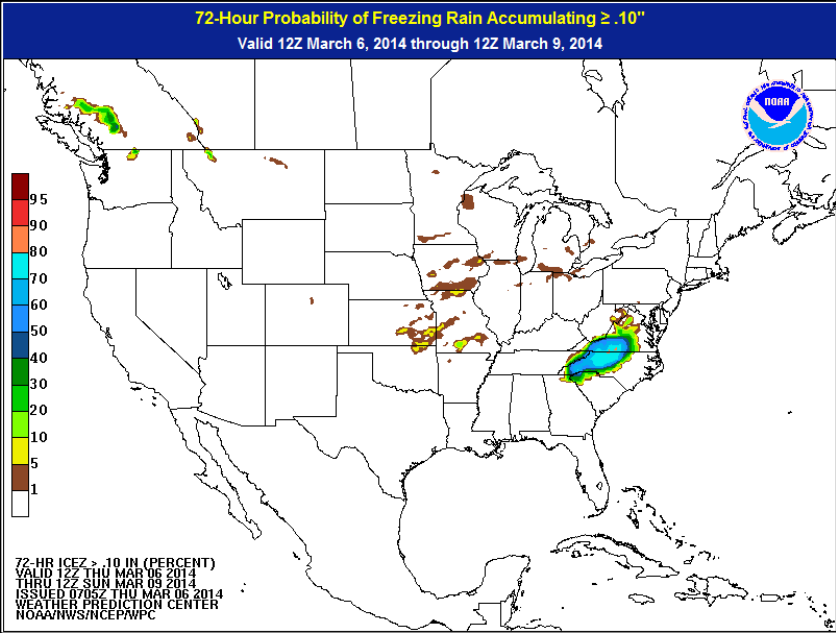 72-Hour Probability of Freezing Rain Accumulating ≥ .10"
Valid 12Z March 6, 2014 through 12Z March 9, 2014
NOAA
95
90
80
70
60
50
40
30
20
10
5
1
72-HR ICEZ > .10 IN (PERCENT)
VALID 12Z THU MAR 06 2014
THRU 12Z SUN MAR 09 2014
ISSUED 0705Z THU MAR 06 2014
WEATHER PREDICTION CENTER
NOAA/NWS/NCEP/WPC